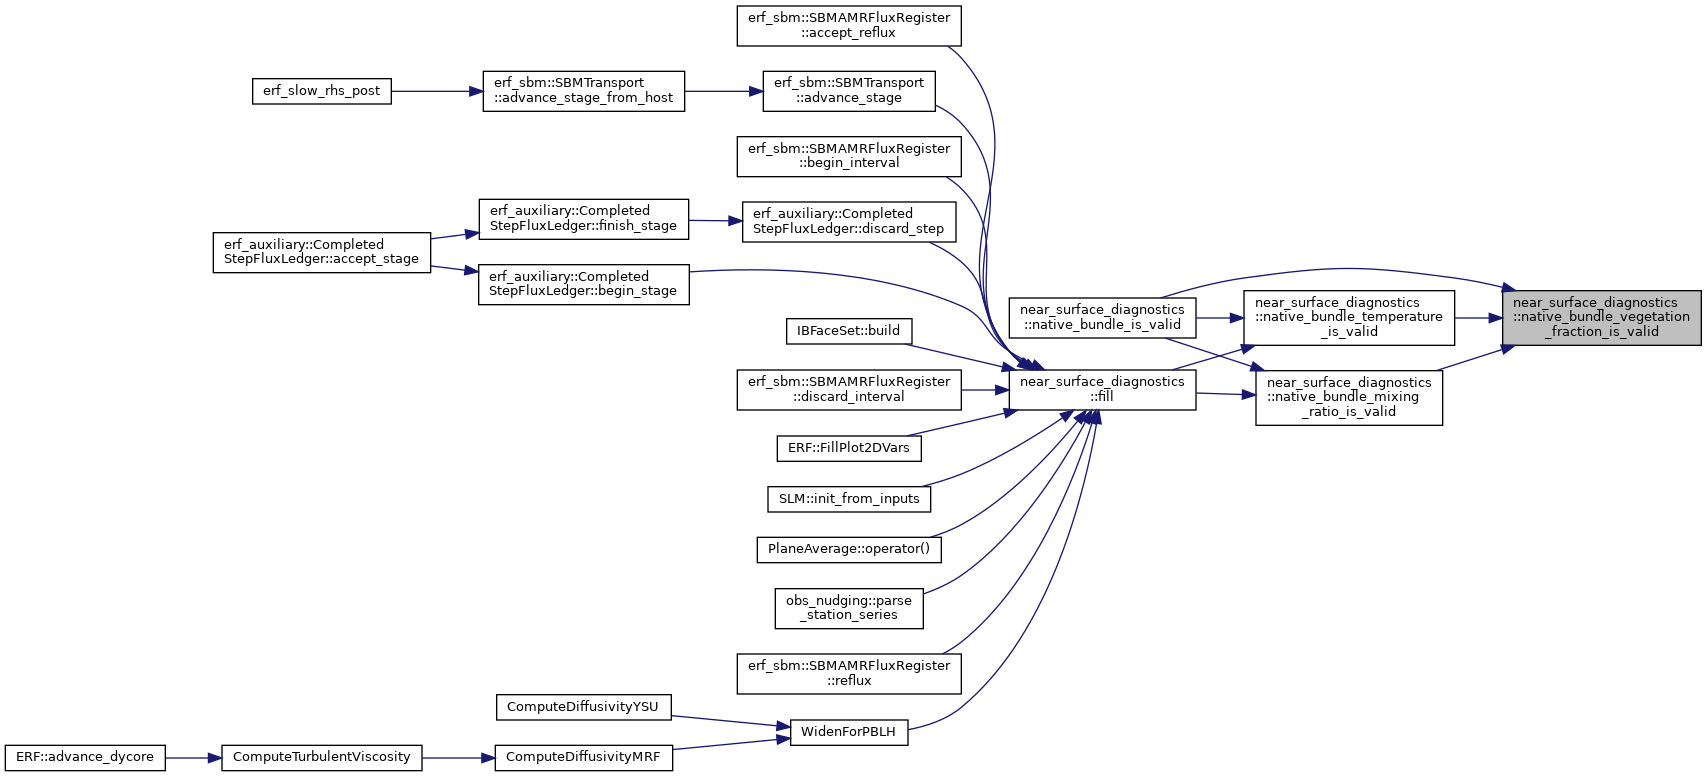 erf_sbm::SBMAMRFluxRegister
::accept_reflux
erf_slow_rhs_post
erf_sbm::SBMTransport
::advance_stage_from_host
erf_sbm::SBMTransport
::advance_stage
erf_sbm::SBMAMRFluxRegister
::begin_interval
erf_auxiliary::Completed
StepFluxLedger::accept_stage
erf_auxiliary::Completed
StepFluxLedger::finish_stage
erf_auxiliary::Completed
StepFluxLedger::discard_step
erf_auxiliary::Completed
StepFluxLedger::begin_stage
near_surface_diagnostics
::native_bundle_is_valid
near_surface_diagnostics
::native_bundle_temperature
_is_valid
near_surface_diagnostics
::native_bundle_vegetation
_fraction_is_valid
IBFaceSet::build
erf_sbm::SBMAMRFluxRegister
::discard_interval
near_surface_diagnostics
::fill
near_surface_diagnostics
::native_bundle_mixing
_ratio_is_valid
ERF::FillPlot2DVars
SLM::init_from_inputs
PlaneAverage::operator()
obs_nudging::parse
_station_series
erf_sbm::SBMAMRFluxRegister
::reflux
ComputeDiffusivityYSU
WidenForPBLH
ERF::advance_dycore
ComputeTurbulentViscosity
ComputeDiffusivityMRF